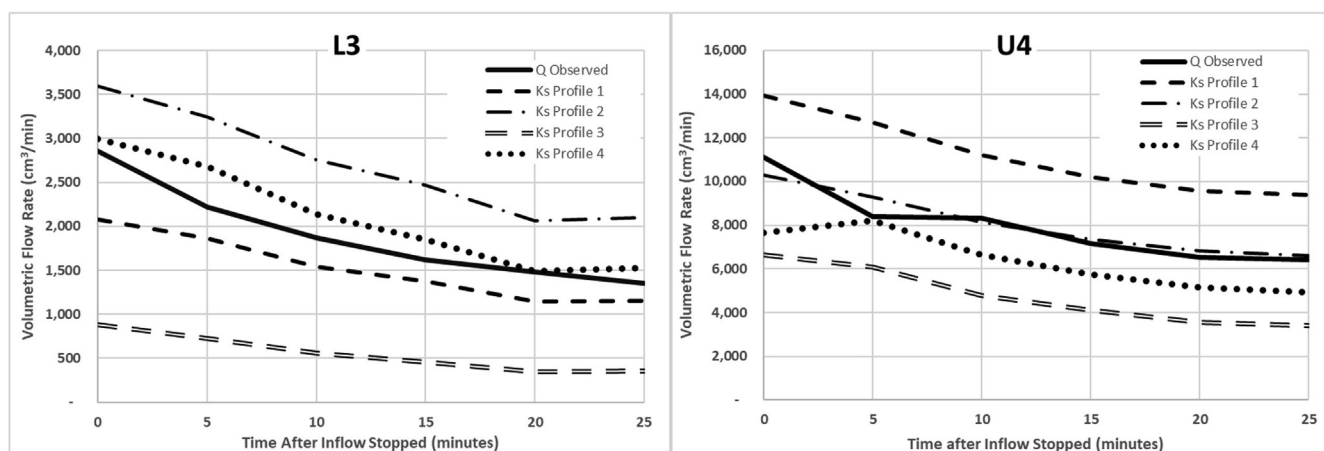 L3
4,000
3,500
3,000
2,500
2,000
1,500
1,000
500
-
Volumetric Flow Rate (cm³/min)
Q Observed
Ks Profile 1
Ks Profile 2
Ks Profile 3
Ks Profile 4
0 5 10 15 20 25
Time After Inflow Stopped (minutes)
U4
16,000
14,000
12,000
10,000
8,000
6,000
4,000
2,000
-
Volumetric Flow Rate (cm³/min)
Q Observed
Ks Profile 1
Ks Profile 2
Ks Profile 3
Ks Profile 4
0 5 10 15 20 25
Time after Inflow Stopped (minutes)